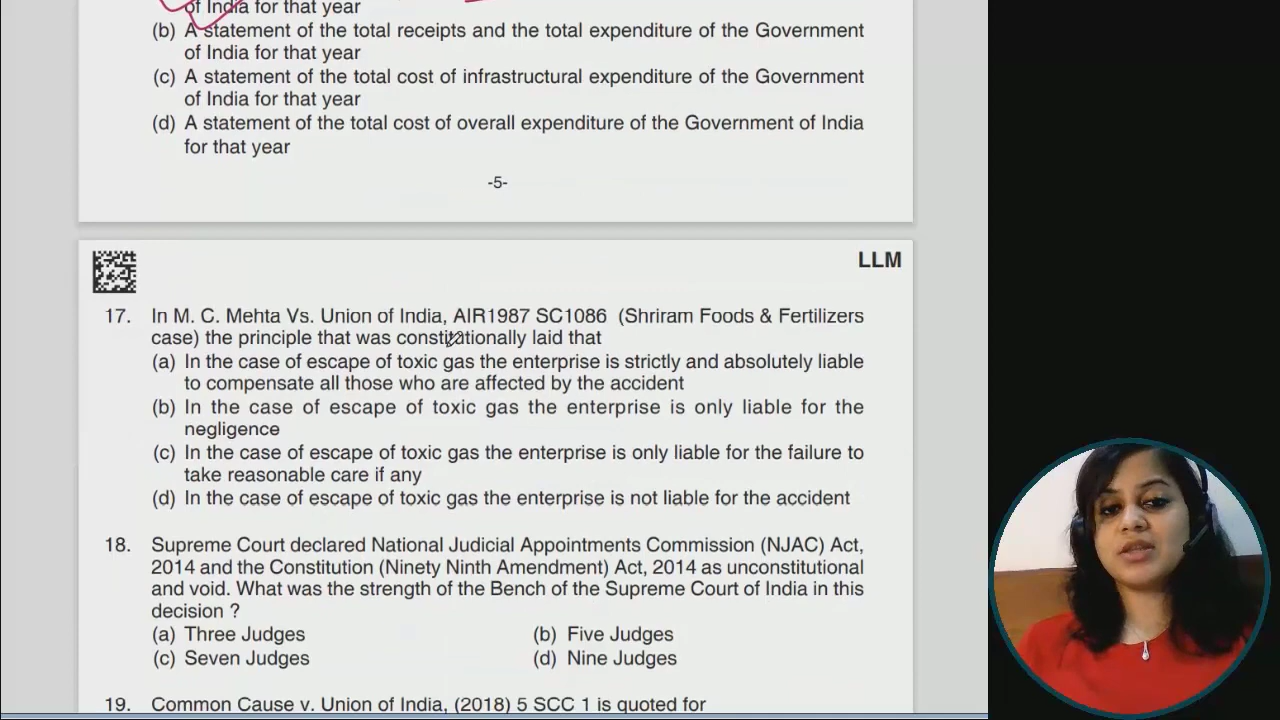 of India for that year
(b) A statement of the total receipts and the total expenditure of the Government
of India for that year
(c) A statement of the total cost of infrastructural expenditure of the Government
of India for that year
(d) A statement of the total cost of overall expenditure of the Government of India
for that year
-5-
LLM
17. In M. C. Mehta Vs. Union of India, AIR1987 SC1086 (Shriram Foods & Fertilizers
case) the principle that was constitutionally laid that
(a) In the case of escape of toxic gas the enterprise is strictly and absolutely liable
to compensate all those who are affected by the accident
(b) In the case of escape of toxic gas the enterprise is only liable for the
negligence
(c) In the case of escape of toxic gas the enterprise is only liable for the failure to
take reasonable care if any
(d) In the case of escape of toxic gas the enterprise is not liable for the accident
18. Supreme Court declared National Judicial Appointments Commission (NJAC) Act,
2014 and the Constitution (Ninety Ninth Amendment) Act, 2014 as unconstitutional
and void. What was the strength of the Bench of the Supreme Court of India in this
decision ?
(a) Three Judges (b) Five Judges
(c) Seven Judges (d) Nine Judges
19. Common Cause v. Union of India, (2018) 5 SCC 1 is quoted for